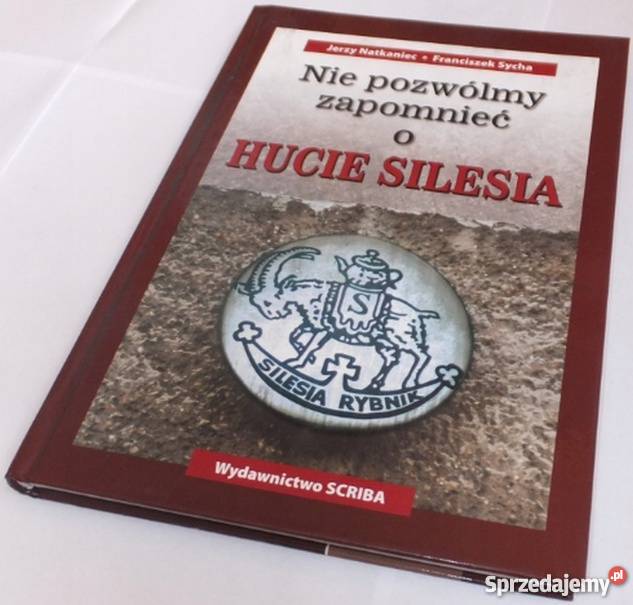 Jerzy Natkaniec • Franciszek Sycha
Nie pozwólmy
zapomnieć
o
HUCIE SILESIA
S
SILESIA RYBNIK
Wydawnictwo SCRIBA
Sprzedajemy.pl